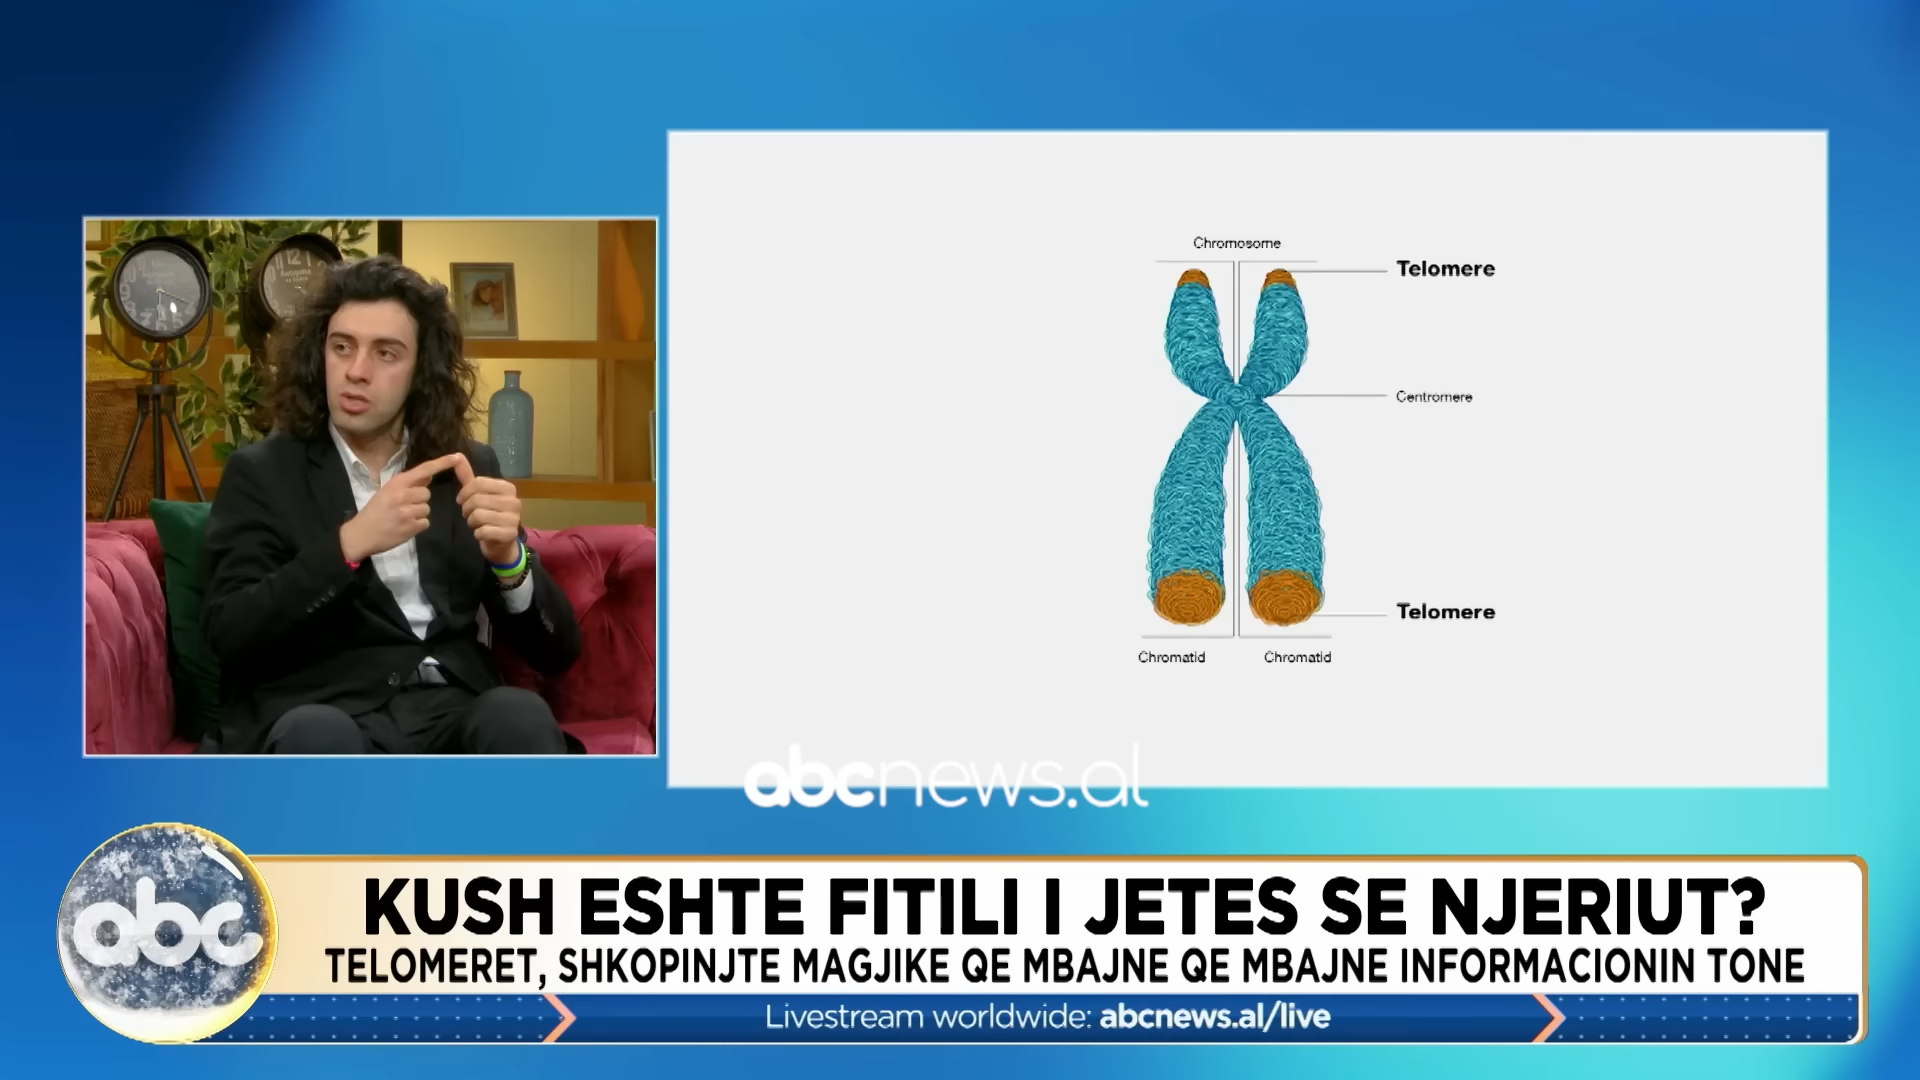 Chromosome
Telomere
Centromere
Telomere
Chromatid
Chromatid
abcnews.al
abc
KUSH ESHTE FITILI I JETES SE NJERIUT?
TELOMERET, SHKOPINJTE MAGJIKE QE MBAJNE QE MBAJNE INFORMACIONIN TONE
Livestream worldwide: abcnews.al/live